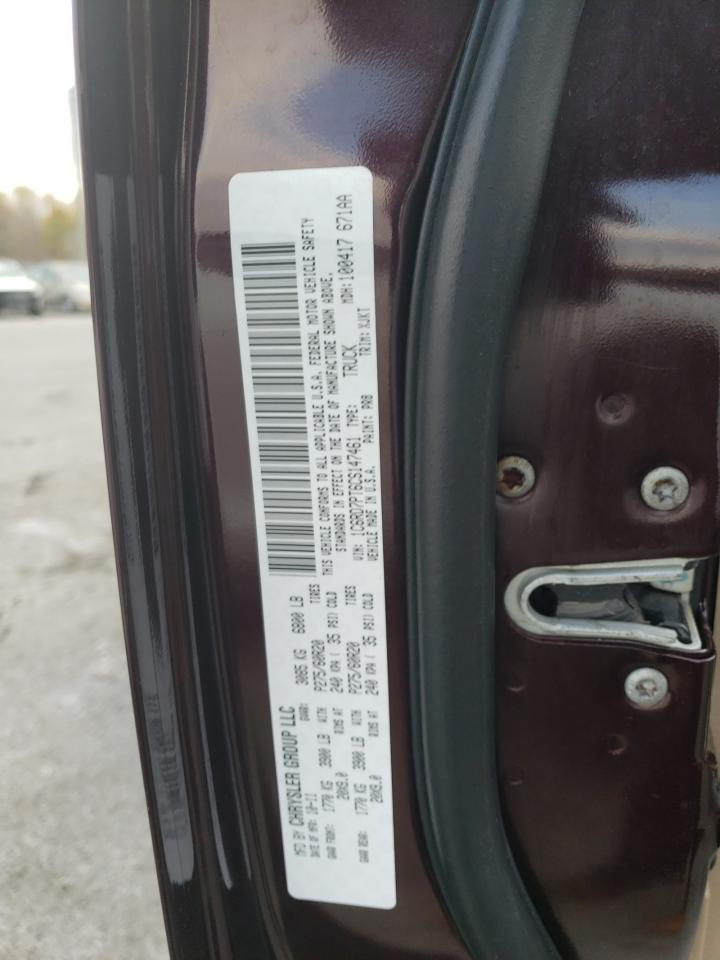 MFD BY CHRYSLER GROUP LLC
DATE OF MFR: 10-11 GVWR: 3085 KG 6800 LB
GAWR FRONT: 1770 KG 3900 LB WITH P275/60R20 TIRES
20X9.0 RIMS AT 240 KPA ( 35 PSI) COLD
GAWR REAR: 1770 KG 3900 LB WITH P275/60R20 TIRES
20X9.0 RIMS AT 240 KPA ( 35 PSI) COLD
THIS VEHICLE CONFORMS TO ALL APPLICABLE U.S.A. FEDERAL MOTOR VEHICLE SAFETY
STANDARDS IN EFFECT ON THE DATE OF MANUFACTURE SHOWN ABOVE.
VIN: 1C6RD7PT6CS147461 TYPE: TRUCK MDH: 100417 671AA
VEHICLE MADE IN U.S.A. PAINT: PRB TRIM: XJKT